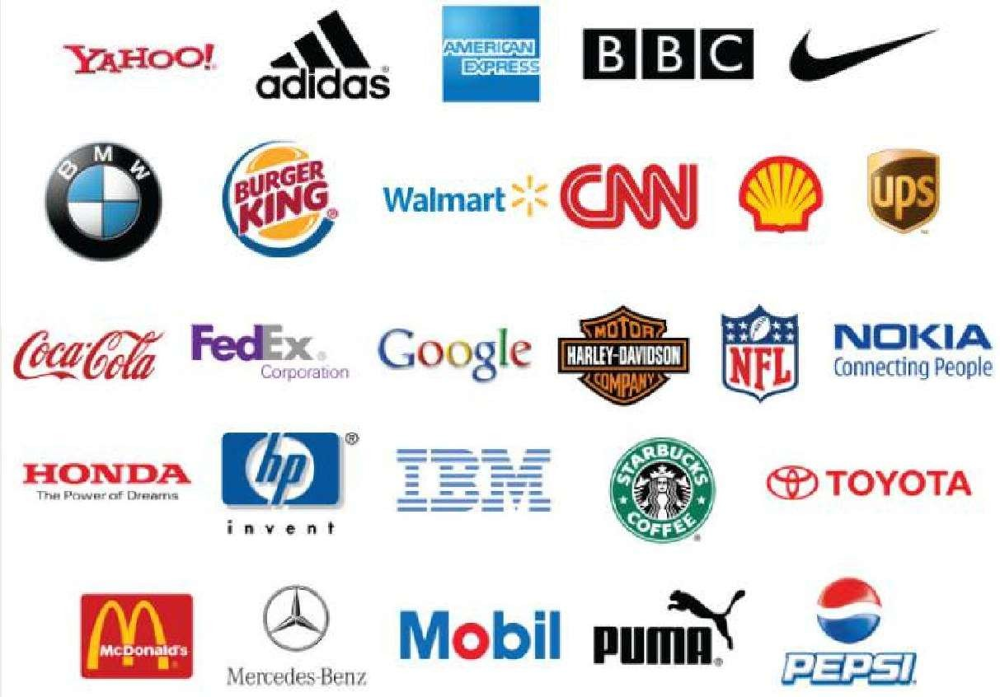 YAHOO!®
adidas®
AMERICAN
EXPRESS
BBC
BMW
BURGER
KING®
Walmart
CNN
ups
Coca-Cola
FedEx®
Corporation
Google
MOTOR
HARLEY-DAVIDSON
COMPANY
NFL
NOKIA
Connecting People
HONDA
The Power of Dreams
hp®
invent
IBM
STARBUCKS
COFFEE®
TOYOTA
McDonald's®
Mercedes-Benz
Mobil
PUMA®
PEPSI